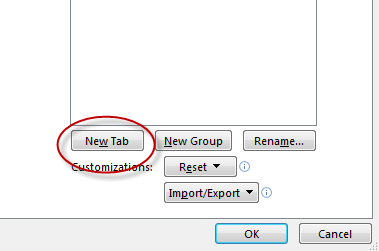 New Tab New Group Rename...
Customizations: Reset
Import/Export
OK Cancel